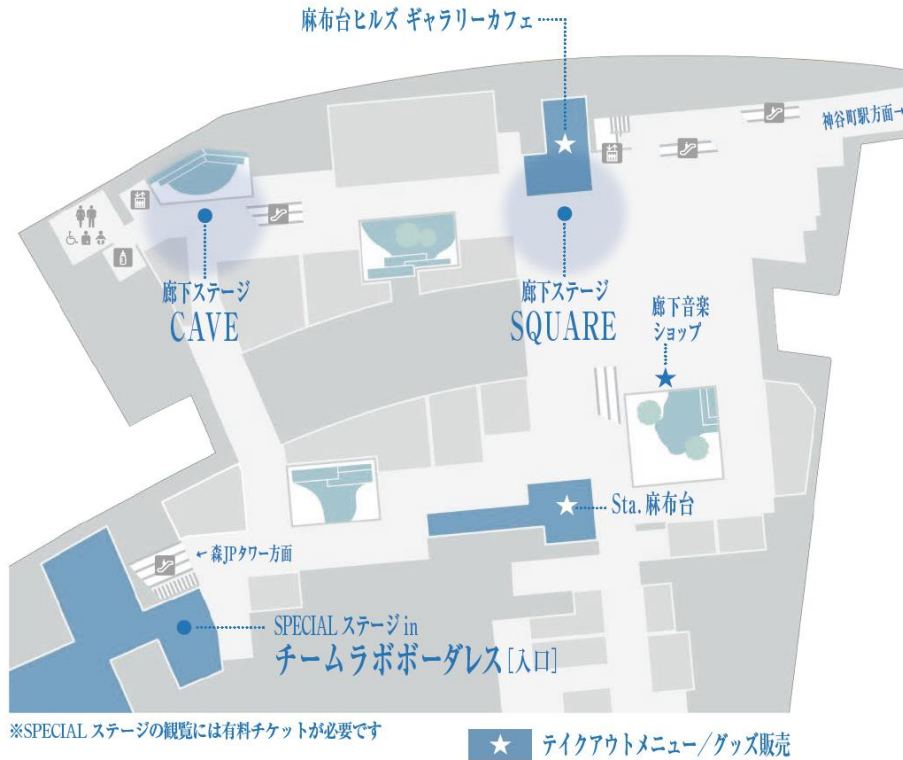 麻布台ヒルズ ギャラリーカフェ
神谷町駅方面→
廊下ステージ
CAVE
廊下ステージ
SQUARE
廊下音楽
ショップ
Sta. 麻布台
←森JPタワー方面
SPECIAL ステージ in
チームラボボーダレス［入口］
※SPECIAL ステージの観覧には有料チケットが必要です
テイクアウトメニュー/グッズ販売